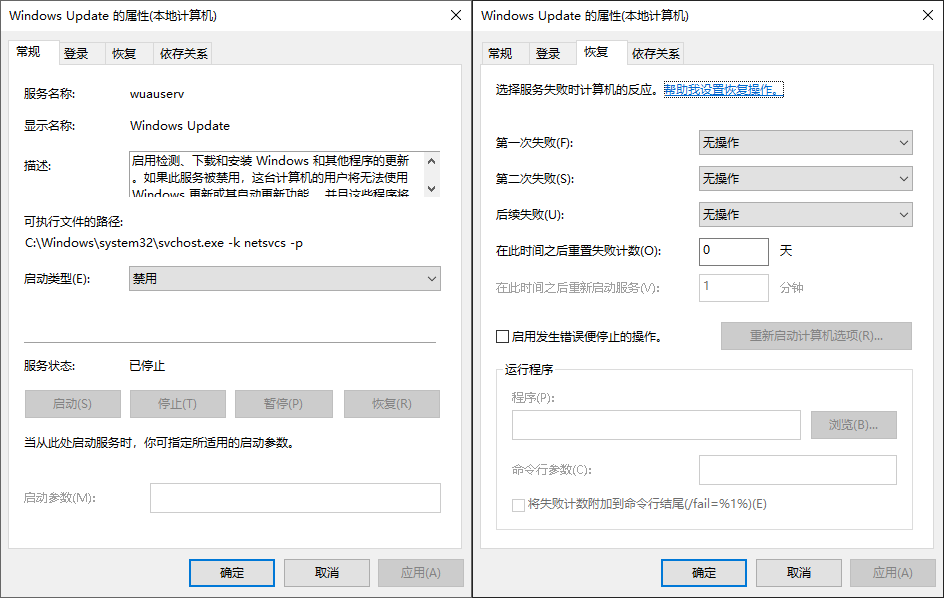 Windows Update 的属性(本地计算机)
常规 登录 恢复 依存关系
服务名称: wuauserv
显示名称: Windows Update
描述: 启用检测、下载和安装 Windows 和其他程序的更新
。如果此服务被禁用，这台计算机的用户将无法使用
Windows 更新或其自动更新功能，并且这些程序将
可执行文件的路径:
C:\Windows\system32\svchost.exe -k netsvcs -p
启动类型(E): 禁用
服务状态: 已停止
启动(S) 停止(T) 暂停(P) 恢复(R)
当从此处启动服务时，你可指定所适用的启动参数。
启动参数(M):
确定 取消 应用(A)
Windows Update 的属性(本地计算机)
常规 登录 恢复 依存关系
选择服务失败时计算机的反应。帮助我设置恢复操作。
第一次失败(F): 无操作
第二次失败(S): 无操作
后续失败(U): 无操作
在此时间之后重置失败计数(O): 0 天
在此时间之后重新启动服务(V): 1 分钟
启用发生错误便停止的操作。 重新启动计算机选项(R)...
运行程序
程序(P):
浏览(B)...
命令行参数(C):
将失败计数附加到命令行结尾(/fail=%1%)(E)
确定 取消 应用(A)